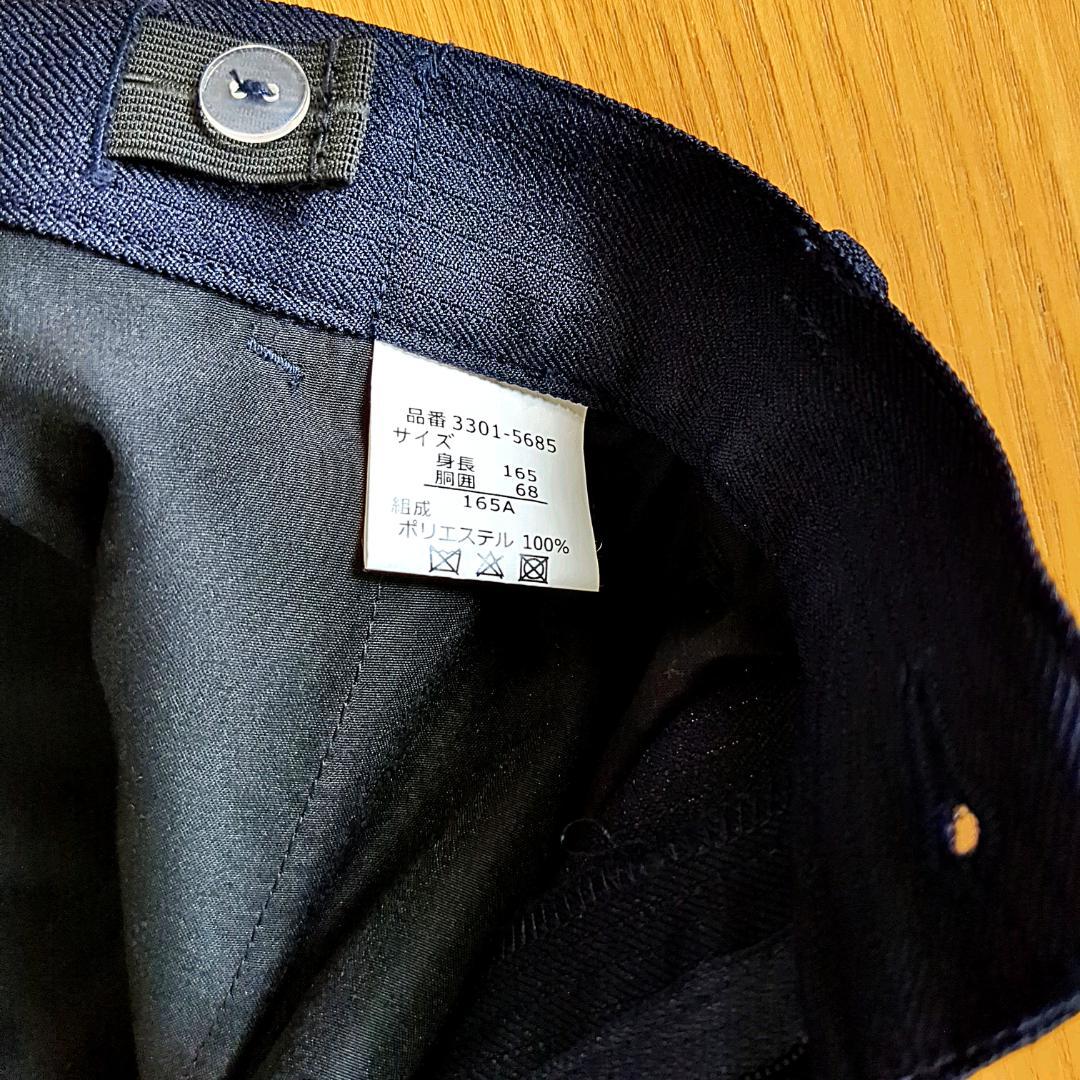 品番 3301-5685
サイズ
身長 165
胴囲 68
165A
組成
ポリエステル 100%